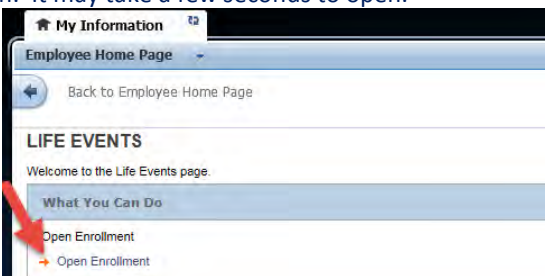 It may take a few seconds to open.
My Information
Employee Home Page
Back to Employee Home Page
LIFE EVENTS
Welcome to the Life Events page.
What You Can Do
Open Enrollment
Open Enrollment